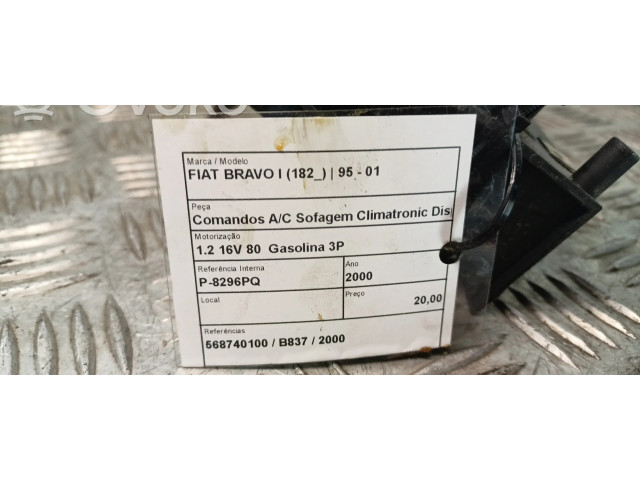 Marca / Modelo
FIAT BRAVO I (182_) | 95 - 01
Peça
Comandos A/C Sofagem Climatronic Dis
Motorização
1.2 16V 80 Gasolina 3P
Referência Interna
Ano
P-8296PQ
2000
Local
Preço
20,00
Referências
568740100 / B837 / 2000